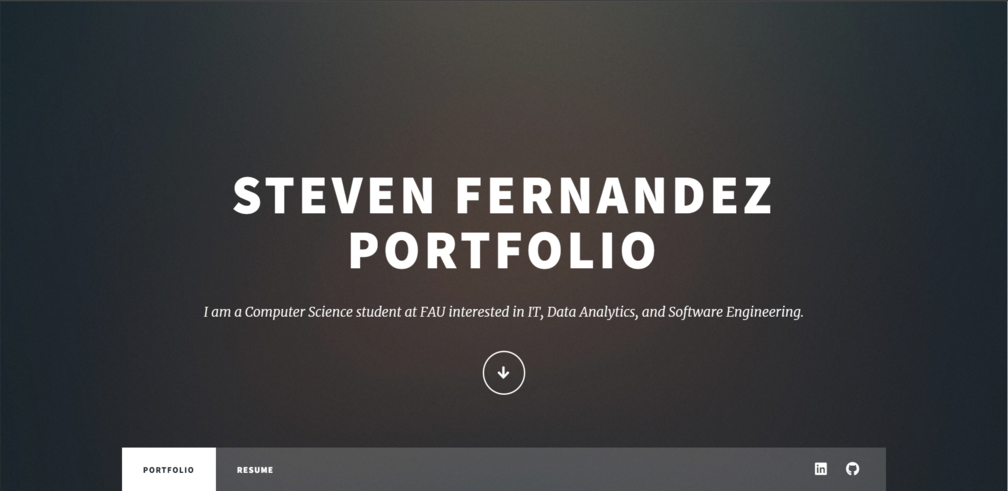 STEVEN FERNANDEZ
PORTFOLIO
I am a Computer Science student at FAU interested in IT, Data Analytics, and Software Engineering.
PORTFOLIO RESUME